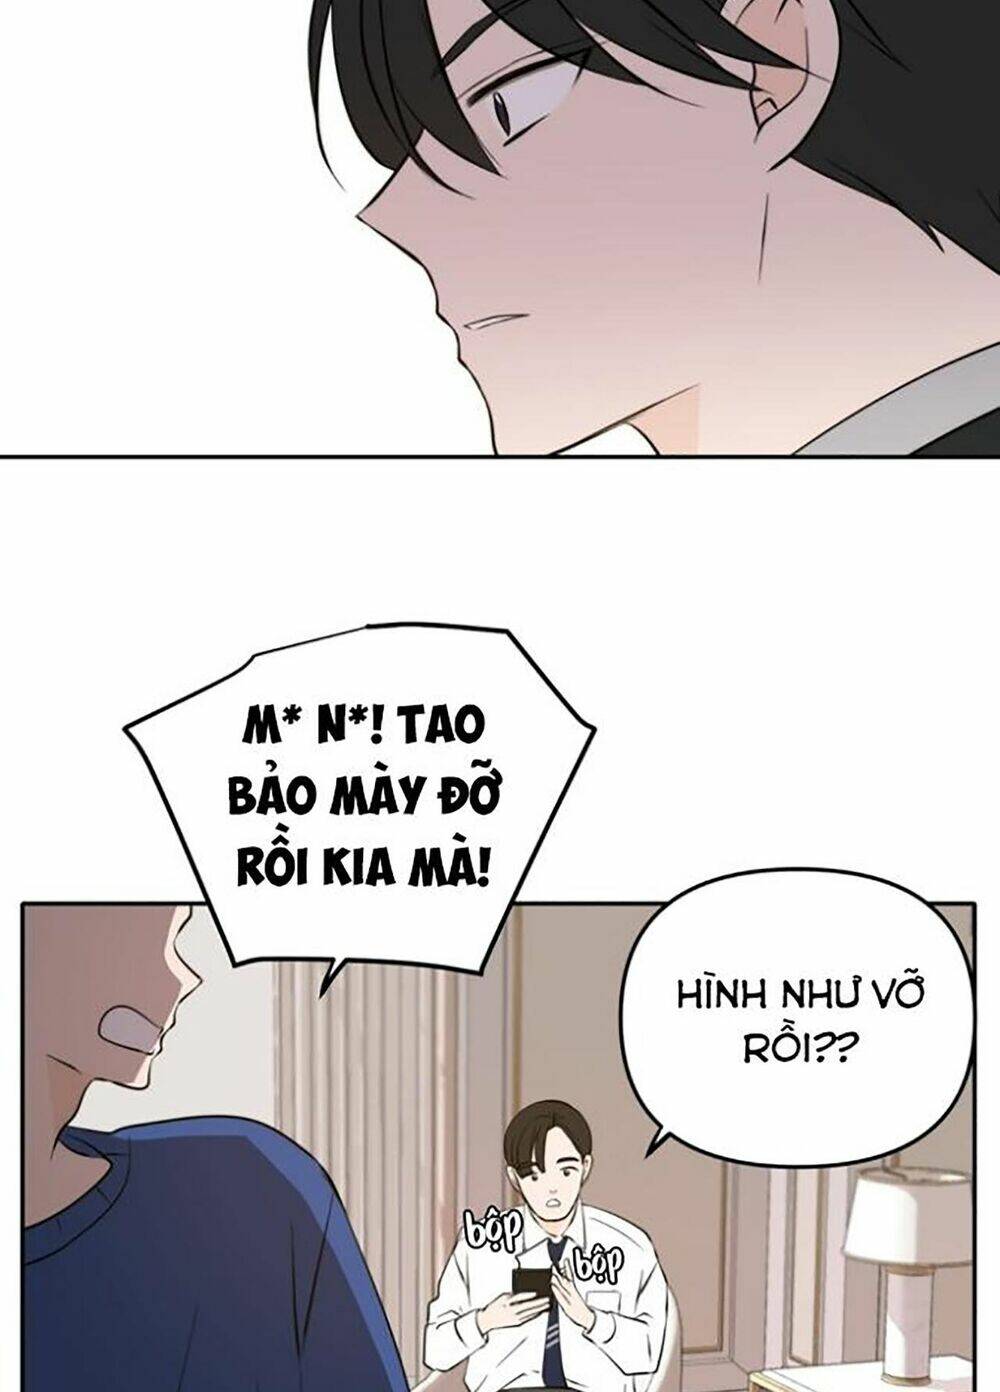 M* N*! TAO
BẢO MÀY ĐỠ
RỒI KIA MÀ!
HÌNH NHƯ VỠ
RỒI??
bộp
bộp